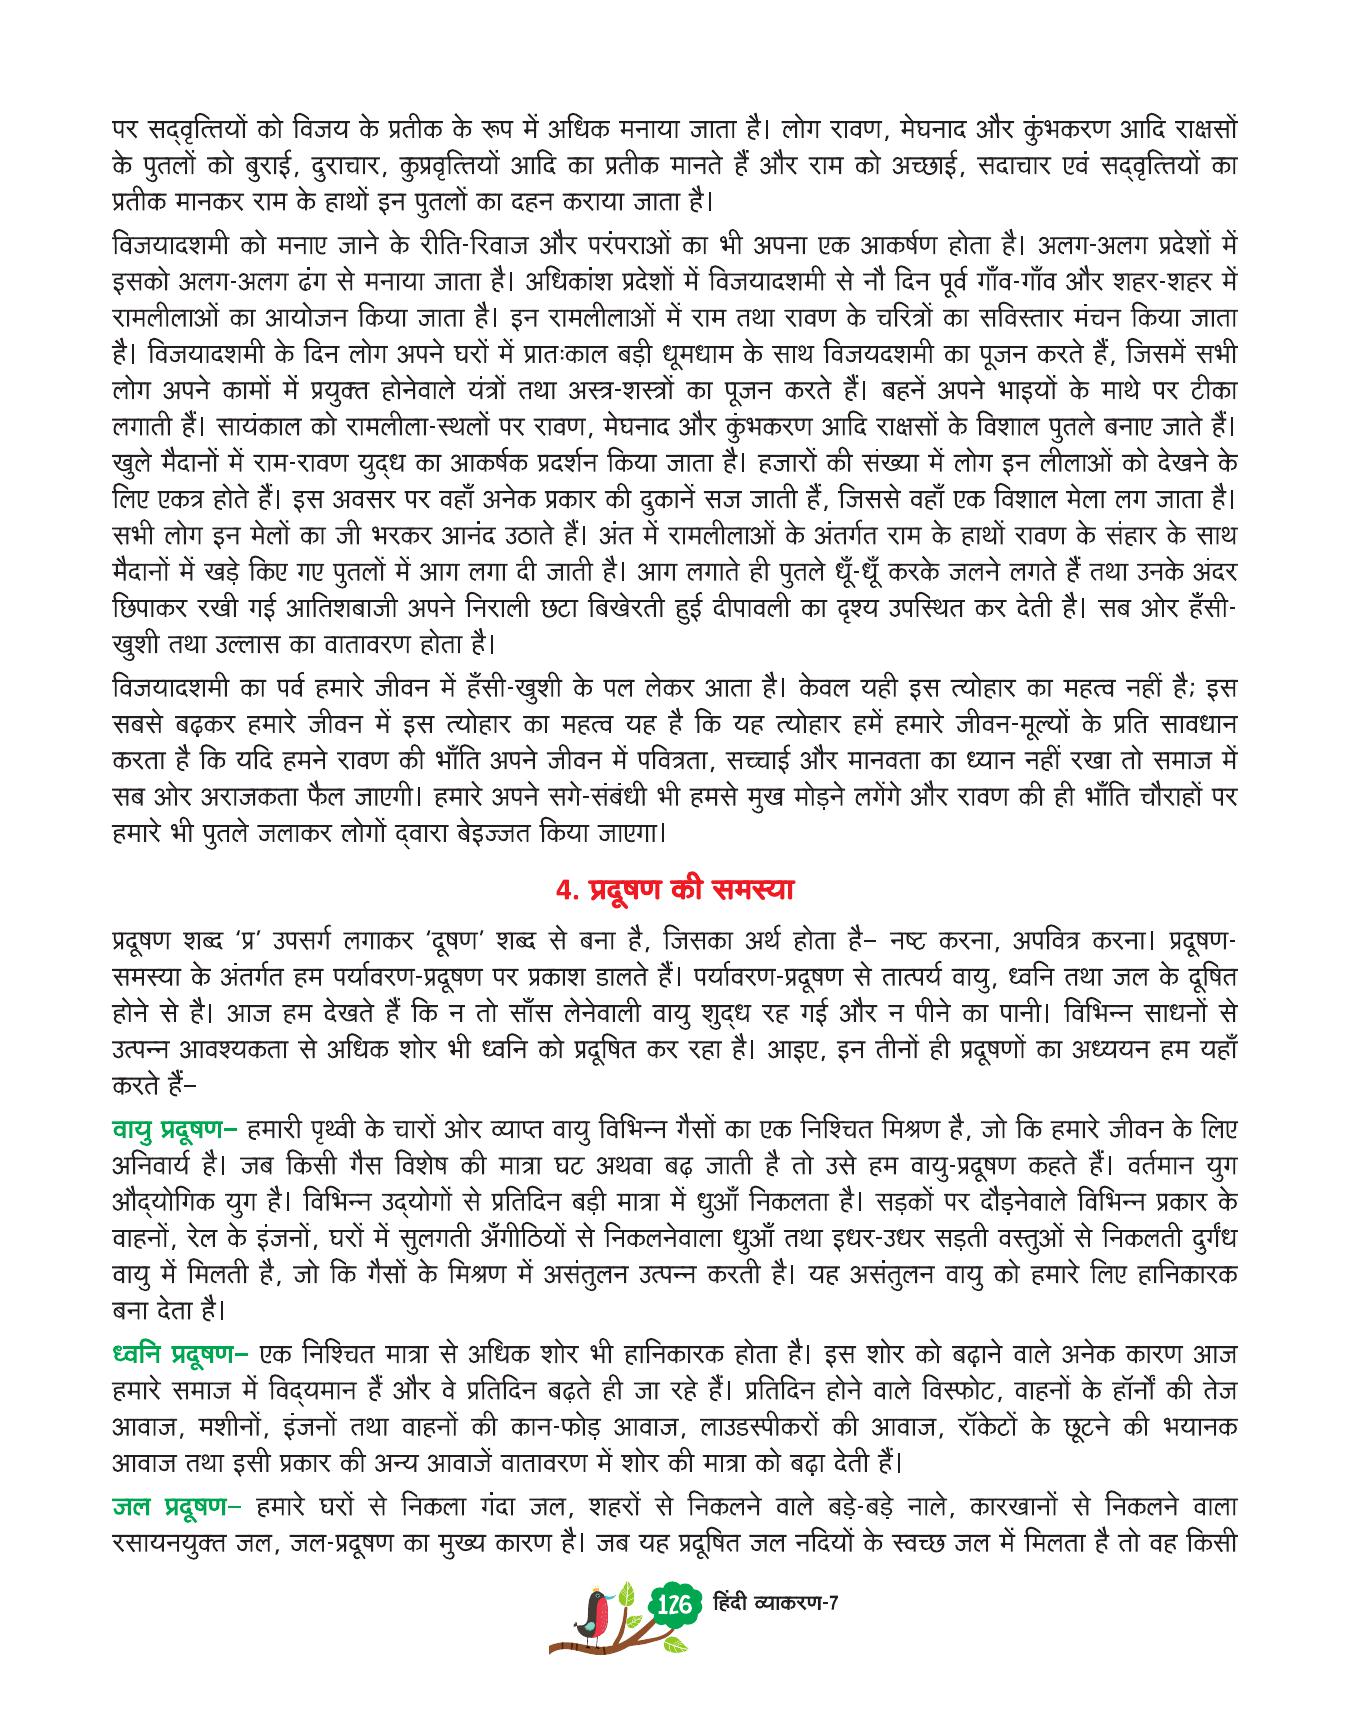 पर सद्‌वृत्तियों को विजय के प्रतीक के रूप में अधिक मनाया जाता है। लोग रावण, मेघनाद और कुंभकरण आदि राक्षसों
के पुतलों को बुराई, दुराचार, कुप्रवृत्तियों आदि का प्रतीक मानते हैं और राम को अच्छाई, सदाचार एवं सद्‌वृत्तियों का
प्रतीक मानकर राम के हाथों इन पुतलों का दहन कराया जाता है।
विजयादशमी को मनाए जाने के रीति-रिवाज और परंपराओं का भी अपना एक आकर्षण होता है। अलग-अलग प्रदेशों में
इसको अलग-अलग ढंग से मनाया जाता है। अधिकांश प्रदेशों में विजयादशमी से नौ दिन पूर्व गाँव-गाँव और शहर-शहर में
रामलीलाओं का आयोजन किया जाता है। इन रामलीलाओं में राम तथा रावण के चरित्रों का सविस्तार मंचन किया जाता
है। विजयादशमी के दिन लोग अपने घरों में प्रातःकाल बड़ी धूमधाम के साथ विजयदशमी का पूजन करते हैं, जिसमें सभी
लोग अपने कामों में प्रयुक्त होनेवाले यंत्रों तथा अस्त्र-शस्त्रों का पूजन करते हैं। बहनें अपने भाइयों के माथे पर टीका
लगाती हैं। सायंकाल को रामलीला-स्थलों पर रावण, मेघनाद और कुंभकरण आदि राक्षसों के विशाल पुतले बनाए जाते हैं।
खुले मैदानों में राम-रावण युद्‌ध का आकर्षक प्रदर्शन किया जाता है। हजारों की संख्या में लोग इन लीलाओं को देखने के
लिए एकत्र होते हैं। इस अवसर पर वहाँ अनेक प्रकार की दुकानें सज जाती हैं, जिससे वहाँ एक विशाल मेला लग जाता है।
सभी लोग इन मेलों का जी भरकर आनंद उठाते हैं। अंत में रामलीलाओं के अंतर्गत राम के हाथों रावण के संहार के साथ
मैदानों में खड़े किए गए पुतलों में आग लगा दी जाती है। आग लगाते ही पुतले धूँ-धूँ करके जलने लगते हैं तथा उनके अंदर
छिपाकर रखी गई आतिशबाजी अपने निराली छटा बिखेरती हुई दीपावली का दृश्य उपस्थित कर देती है। सब ओर हँसी-
खुशी तथा उल्लास का वातावरण होता है।
विजयादशमी का पर्व हमारे जीवन में हँसी-खुशी के पल लेकर आता है। केवल यही इस त्योहार का महत्व नहीं है; इस
सबसे बढ़कर हमारे जीवन में इस त्योहार का महत्व यह है कि यह त्योहार हमें हमारे जीवन-मूल्यों के प्रति सावधान
करता है कि यदि हमने रावण की भाँति अपने जीवन में पवित्रता, सच्चाई और मानवता का ध्यान नहीं रखा तो समाज में
सब ओर अराजकता फैल जाएगी। हमारे अपने सगे-संबंधी भी हमसे मुख मोड़ने लगेंगे और रावण की ही भाँति चौराहों पर
हमारे भी पुतले जलाकर लोगों द्‌वारा बेइज्जत किया जाएगा।
4. प्रदूषण की समस्या
प्रदूषण शब्द ‘प्र’ उपसर्ग लगाकर ‘दूषण’ शब्द से बना है, जिसका अर्थ होता है– नष्ट करना, अपवित्र करना। प्रदूषण-
समस्या के अंतर्गत हम पर्यावरण-प्रदूषण पर प्रकाश डालते हैं। पर्यावरण-प्रदूषण से तात्पर्य वायु, ध्वनि तथा जल के दूषित
होने से है। आज हम देखते हैं कि न तो साँस लेनेवाली वायु शुद्‌ध रह गई और न पीने का पानी। विभिन्न साधनों से
उत्पन्न आवश्यकता से अधिक शोर भी ध्वनि को प्रदूषित कर रहा है। आइए, इन तीनों ही प्रदूषणों का अध्ययन हम यहाँ
करते हैं–
वायु प्रदूषण– हमारी पृथ्वी के चारों ओर व्याप्त वायु विभिन्न गैसों का एक निश्चित मिश्रण है, जो कि हमारे जीवन के लिए
अनिवार्य है। जब किसी गैस विशेष की मात्रा घट अथवा बढ़ जाती है तो उसे हम वायु-प्रदूषण कहते हैं। वर्तमान युग
औद्‌योगिक युग है। विभिन्न उद्‌योगों से प्रतिदिन बड़ी मात्रा में धुआँ निकलता है। सड़कों पर दौड़नेवाले विभिन्न प्रकार के
वाहनों, रेल के इंजनों, घरों में सुलगती अँगीठियों से निकलनेवाला धुआँ तथा इधर-उधर सड़ती वस्तुओं से निकलती दुर्गंध
वायु में मिलती है, जो कि गैसों के मिश्रण में असंतुलन उत्पन्न करती है। यह असंतुलन वायु को हमारे लिए हानिकारक
बना देता है।
ध्वनि प्रदूषण– एक निश्चित मात्रा से अधिक शोर भी हानिकारक होता है। इस शोर को बढ़ाने वाले अनेक कारण आज
हमारे समाज में विद्‌यमान हैं और वे प्रतिदिन बढ़ते ही जा रहे हैं। प्रतिदिन होने वाले विस्फोट, वाहनों के हॉर्नों की तेज
आवाज, मशीनों, इंजनों तथा वाहनों की कान-फोड़ आवाज, लाउडस्पीकरों की आवाज, रॉकेटों के छूटने की भयानक
आवाज तथा इसी प्रकार की अन्य आवाजें वातावरण में शोर की मात्रा को बढ़ा देती हैं।
जल प्रदूषण– हमारे घरों से निकला गंदा जल, शहरों से निकलने वाले बड़े-बड़े नाले, कारखानों से निकलने वाला
रसायनयुक्त जल, जल-प्रदूषण का मुख्य कारण है। जब यह प्रदूषित जल नदियों के स्वच्छ जल में मिलता है तो वह किसी
126 हिंदी व्याकरण-7